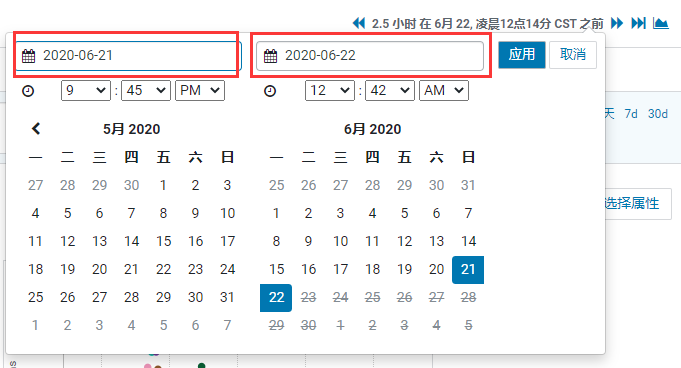 2.5 小时 在 6月 22, 凌晨12点14分 CST 之前
2020-06-21 2020-06-22 应用 取消
9 : 45 PM 12 : 42 AM
天 7d 30d
5月 2020 6月 2020
一 二 三 四 五 六 日 一 二 三 四 五 六 日
27 28 29 30 1 2 3 25 26 27 28 29 30 31
选择属性
4 5 6 7 8 9 10 1 2 3 4 5 6 7
11 12 13 14 15 16 17 8 9 10 11 12 13 14
18 19 20 21 22 23 24 15 16 17 18 19 20 21
25 26 27 28 29 30 31 22 23 24 25 26 27 28
1 2 3 4 5 6 7 29 30 1 2 3 4 5